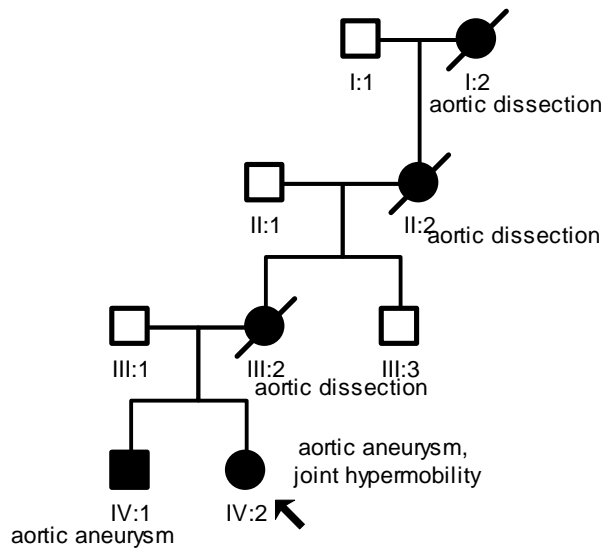 I:1
I:2
aortic dissection
II:1
II:2
aortic dissection
III:1
III:2
III:3
aortic dissection
aortic aneurysm,
joint hypermobility
IV:1
IV:2
aortic aneurysm